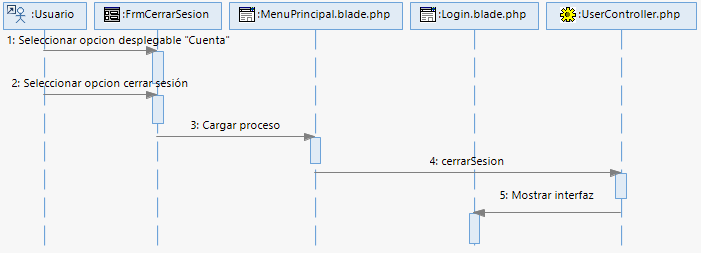 :Usuario
:FrmCerrarSesion
:MenuPrincipal.blade.php
:Login.blade.php
:UserController.php
1: Seleccionar opcion desplegable "Cuenta"
2: Seleccionar opcion cerrar sesión
3: Cargar proceso
4: cerrarSesion
5: Mostrar interfaz